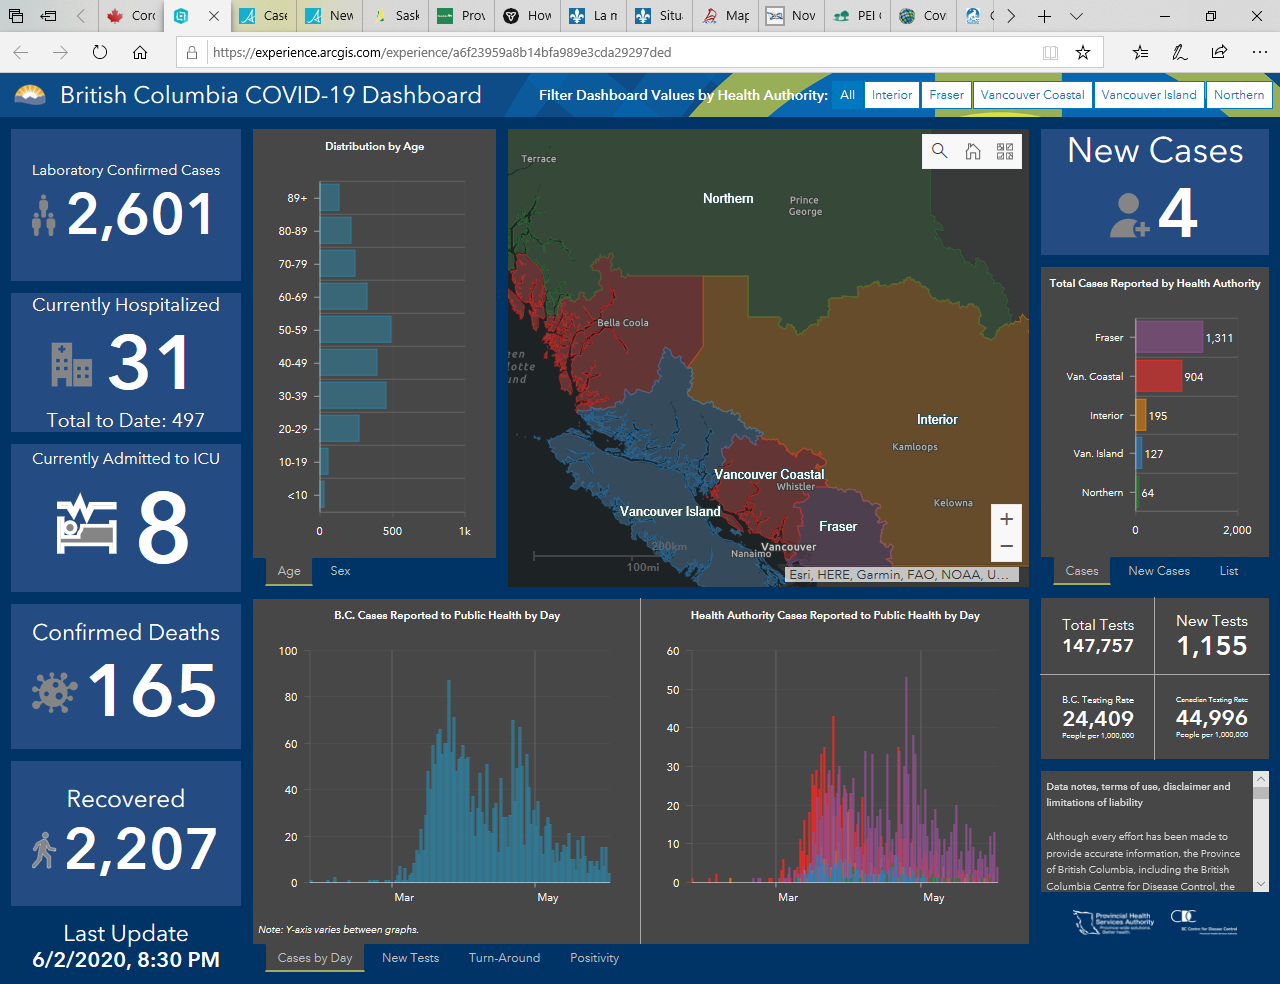 Coro
Case
New
Sask
Prov
How
La m
Situa
Map
Nov
PEI C
Covi
https://experience.arcgis.com/experience/a6f23959a8b14bfa989e3cda29297ded
British Columbia COVID-19 Dashboard
Filter Dashboard Values by Health Authority: All Interior Fraser Vancouver Coastal Vancouver Island Northern
Laboratory Confirmed Cases
2,601
Currently Hospitalized
31
Total to Date: 497
Currently Admitted to ICU
8
Confirmed Deaths
165
Recovered
2,207
Last Update
6/2/2020, 8:30 PM
Distribution by Age
89+
80-89
70-79
60-69
50-59
40-49
30-39
20-29
10-19
<10
0 500 1k
Age Sex
Terrace
Northern
Prince
George
Bella Coola
een
lotte
und
Interior
Kamloops
Vancouver Coastal
Whistler
Kelowna
Vancouver Island
Fraser
200km
Vancouver
Nanaimo
100mi
+
−
Esri, HERE, Garmin, FAO, NOAA, U...
New Cases
4
Total Cases Reported by Health Authority
Fraser 1,311
Van. Coastal 904
Interior 195
Van. Island 127
Northern 64
0 2,000
Cases New Cases List
B.C. Cases Reported to Public Health by Day
100
80
60
40
20
0
Mar May
Note: Y-axis varies between graphs.
Health Authority Cases Reported to Public Health by Day
60
50
40
30
20
10
0
Mar May
Cases by Day New Tests Turn-Around Positivity
Total Tests
147,757
New Tests
1,155
B.C. Testing Rate
24,409
People per 1,000,000
Canadian Testing Rate
44,996
People per 1,000,000
Data notes, terms of use, disclaimer and
limitations of liability
Although every effort has been made to
provide accurate information, the Province
of British Columbia, including the British
Columbia Centre for Disease Control, the
Provincial Health
Services Authority
Province-wide solutions.
Better health.
BC Centre for Disease Control